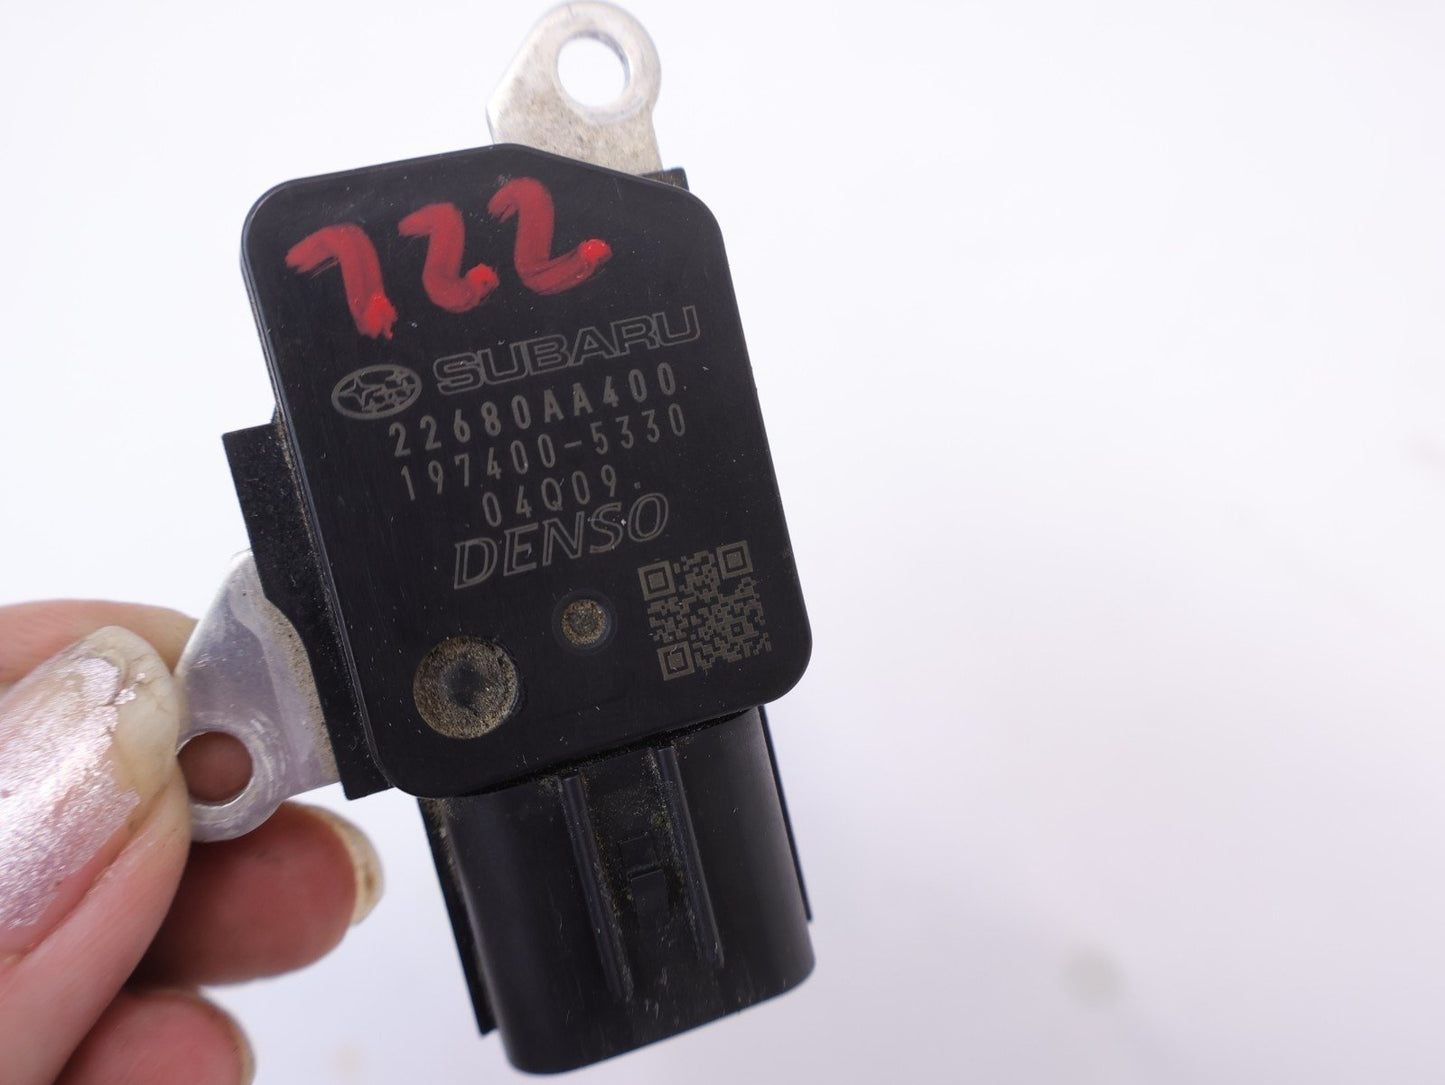 722
SUBARU
22680AA400
197400-5330
04Q09.
DENSO